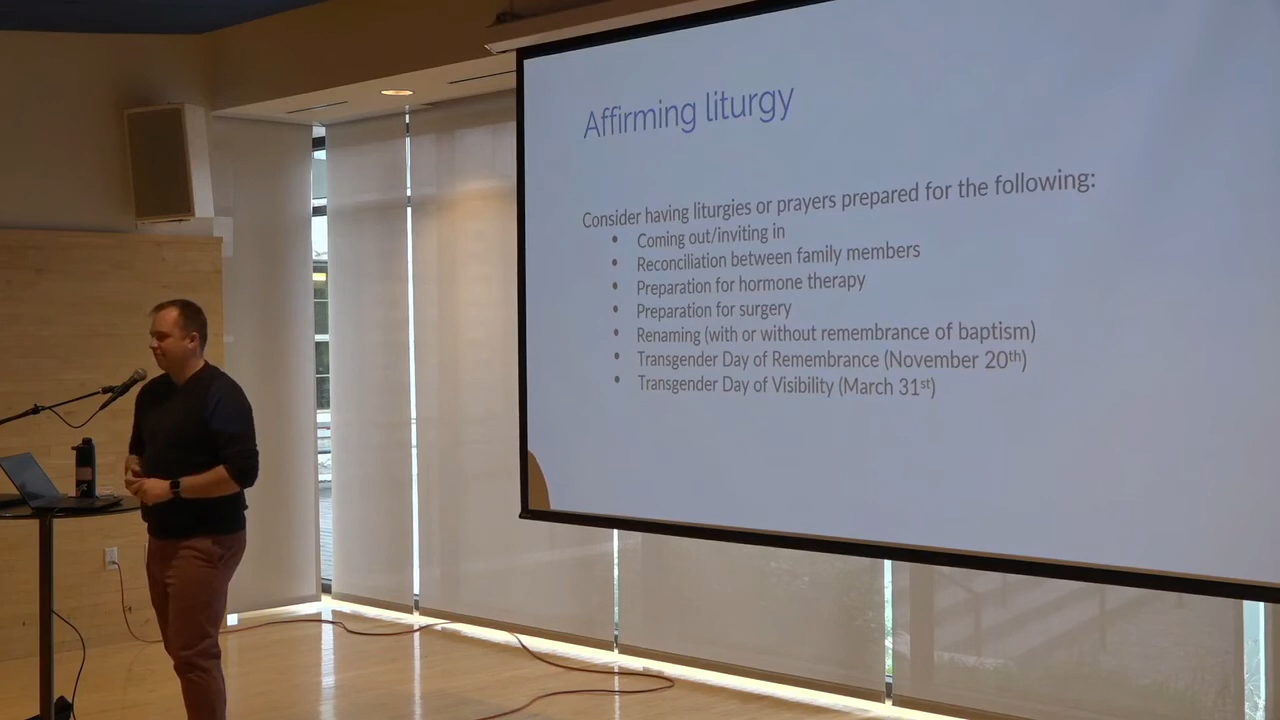 Affirming liturgy
Consider having liturgies or prayers prepared for the following:
• Coming out/inviting in
• Reconciliation between family members
• Preparation for hormone therapy
• Preparation for surgery
• Renaming (with or without remembrance of baptism)
• Transgender Day of Remembrance (November 20th)
• Transgender Day of Visibility (March 31st)